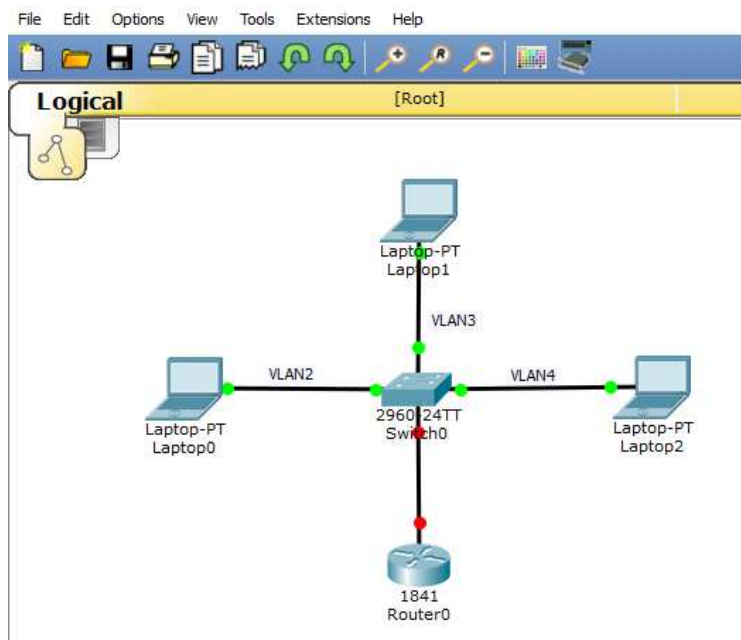 File Edit Options View Tools Extensions Help
R
Logical [Root]
Laptop-PT
Laptop1
VLAN3
VLAN2
VLAN4
Laptop-PT
Laptop0
2960-24TT
Switch0
Laptop-PT
Laptop2
1841
Router0